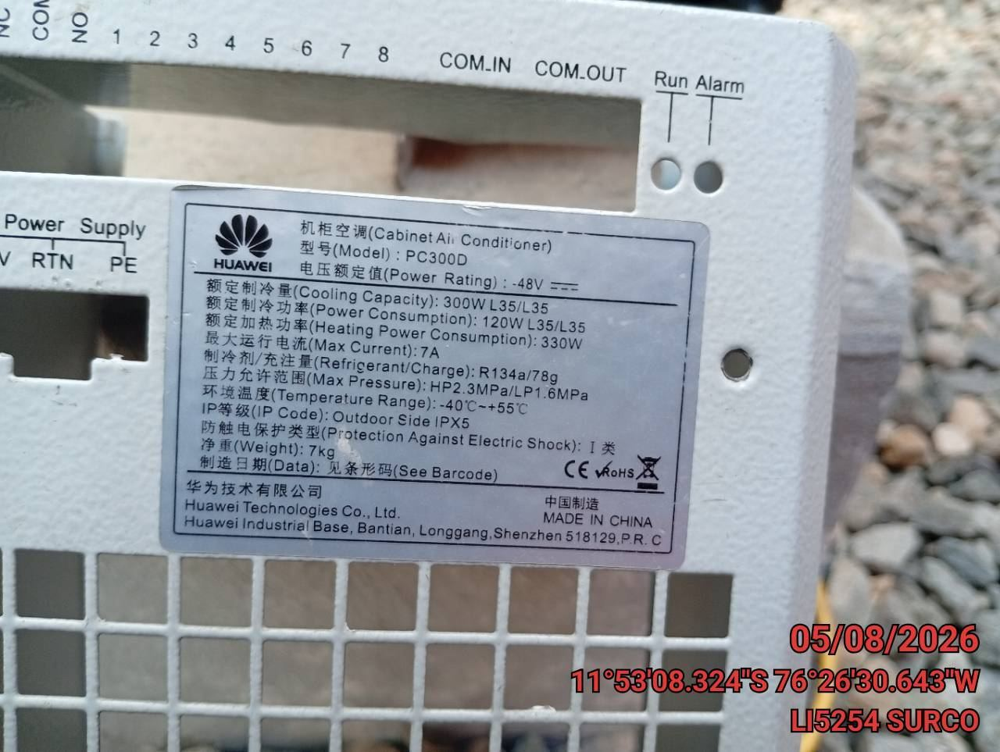 NC COM NO 1 2 3 4 5 6 7 8 COM_IN COM_OUT Run Alarm
Power Supply
V RTN PE
HUAWEI
机柜空调(Cabinet Air Conditioner)
型号(Model) : PC300D
电压额定值(Power Rating) : -48V
额定制冷量(Cooling Capacity): 300W L35/L35
额定制冷功率(Power Consumption): 120W L35/L35
额定加热功率(Heating Power Consumption): 330W
最大运行电流(Max Current): 7A
制冷剂/充注量(Refrigerant/Charge): R134a/78g
压力允许范围(Max Pressure): HP2.3MPa/LP1.6MPa
环境温度(Temperature Range): -40℃~+55℃
IP等级(IP Code): Outdoor Side IPX5
防触电保护类型(Protection Against Electric Shock): I 类
净重(Weight): 7kg
制造日期(Data): 见条形码(See Barcode)
CE RoHS
华为技术有限公司
Huawei Technologies Co., Ltd.
Huawei Industrial Base, Bantian, Longgang,Shenzhen 518129,P.R. C
中国制造
MADE IN CHINA
05/08/2026
11°53'08.324"S 76°26'30.643"W
LI5254 SURCO